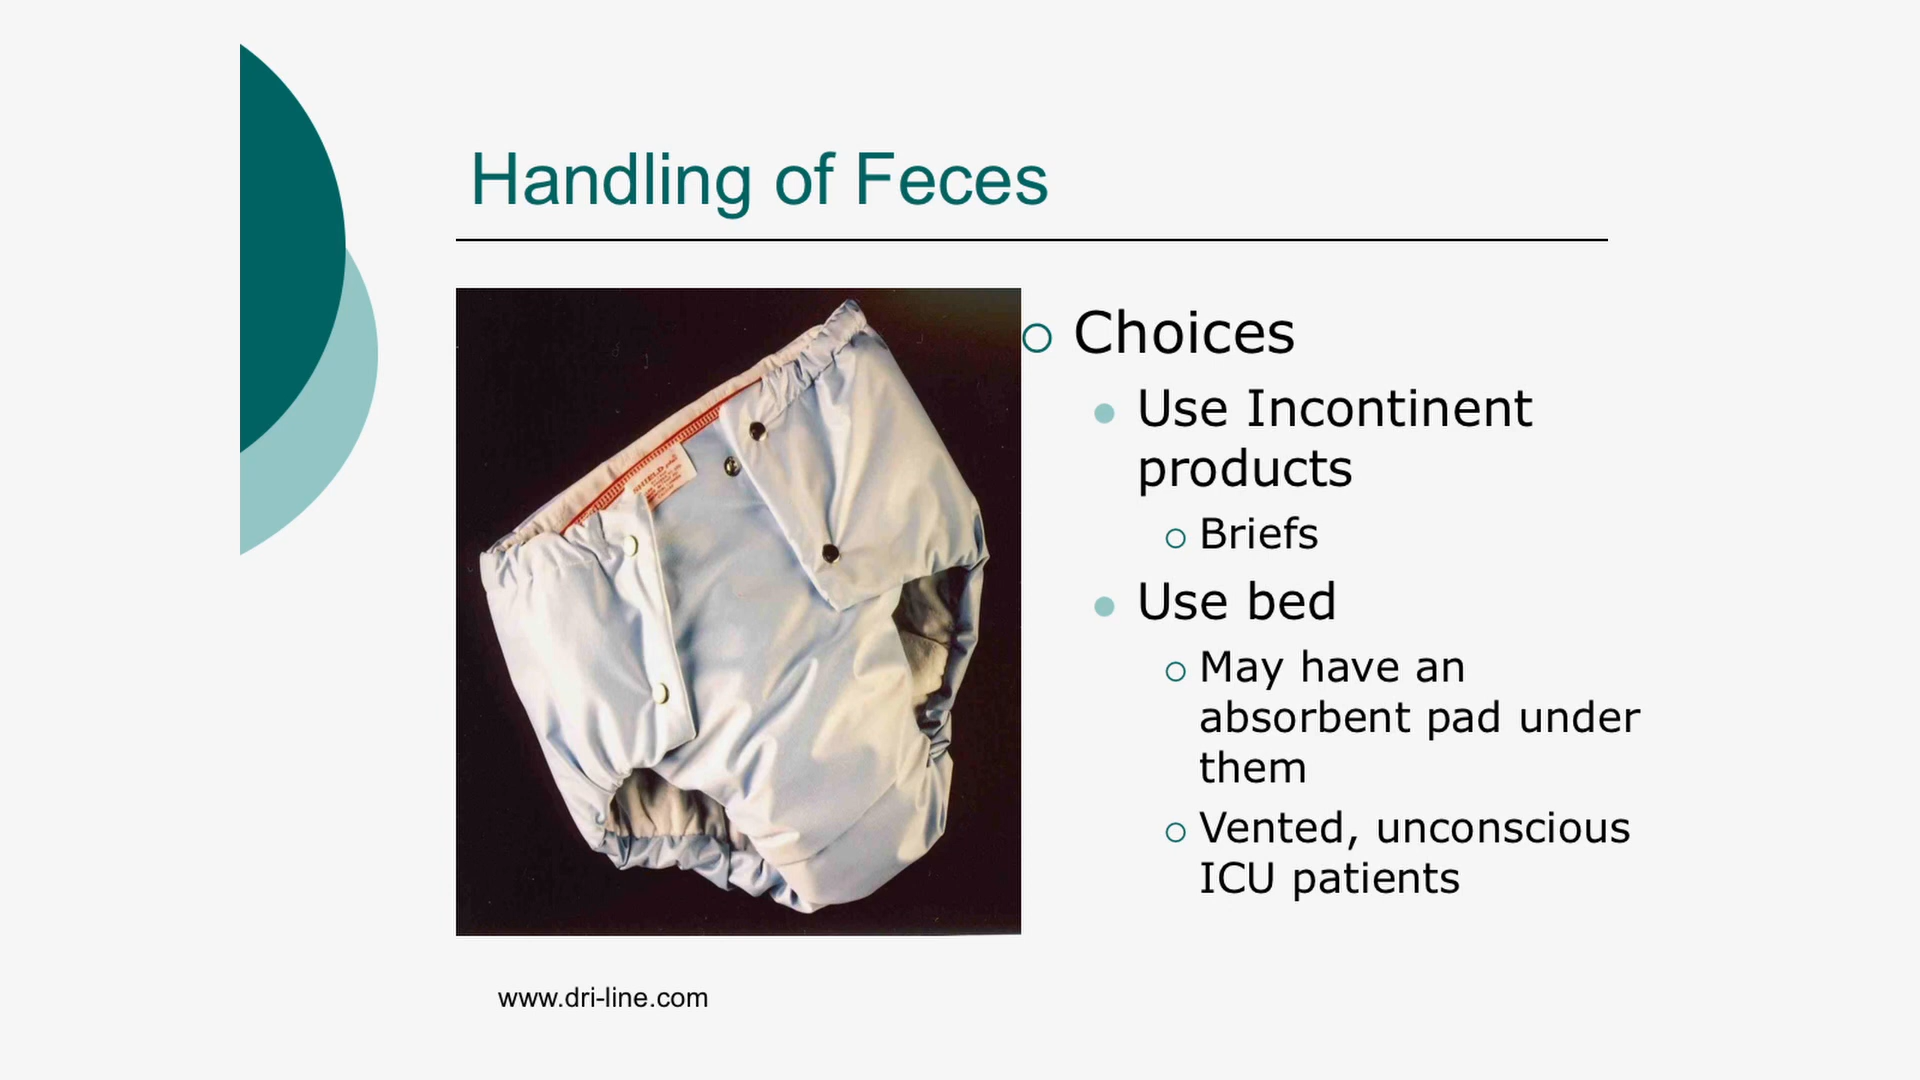 Handling of Feces
SHIELD
Choices
Use Incontinent
products
Briefs
Use bed
May have an
absorbent pad under
them
Vented, unconscious
ICU patients
www.dri-line.com